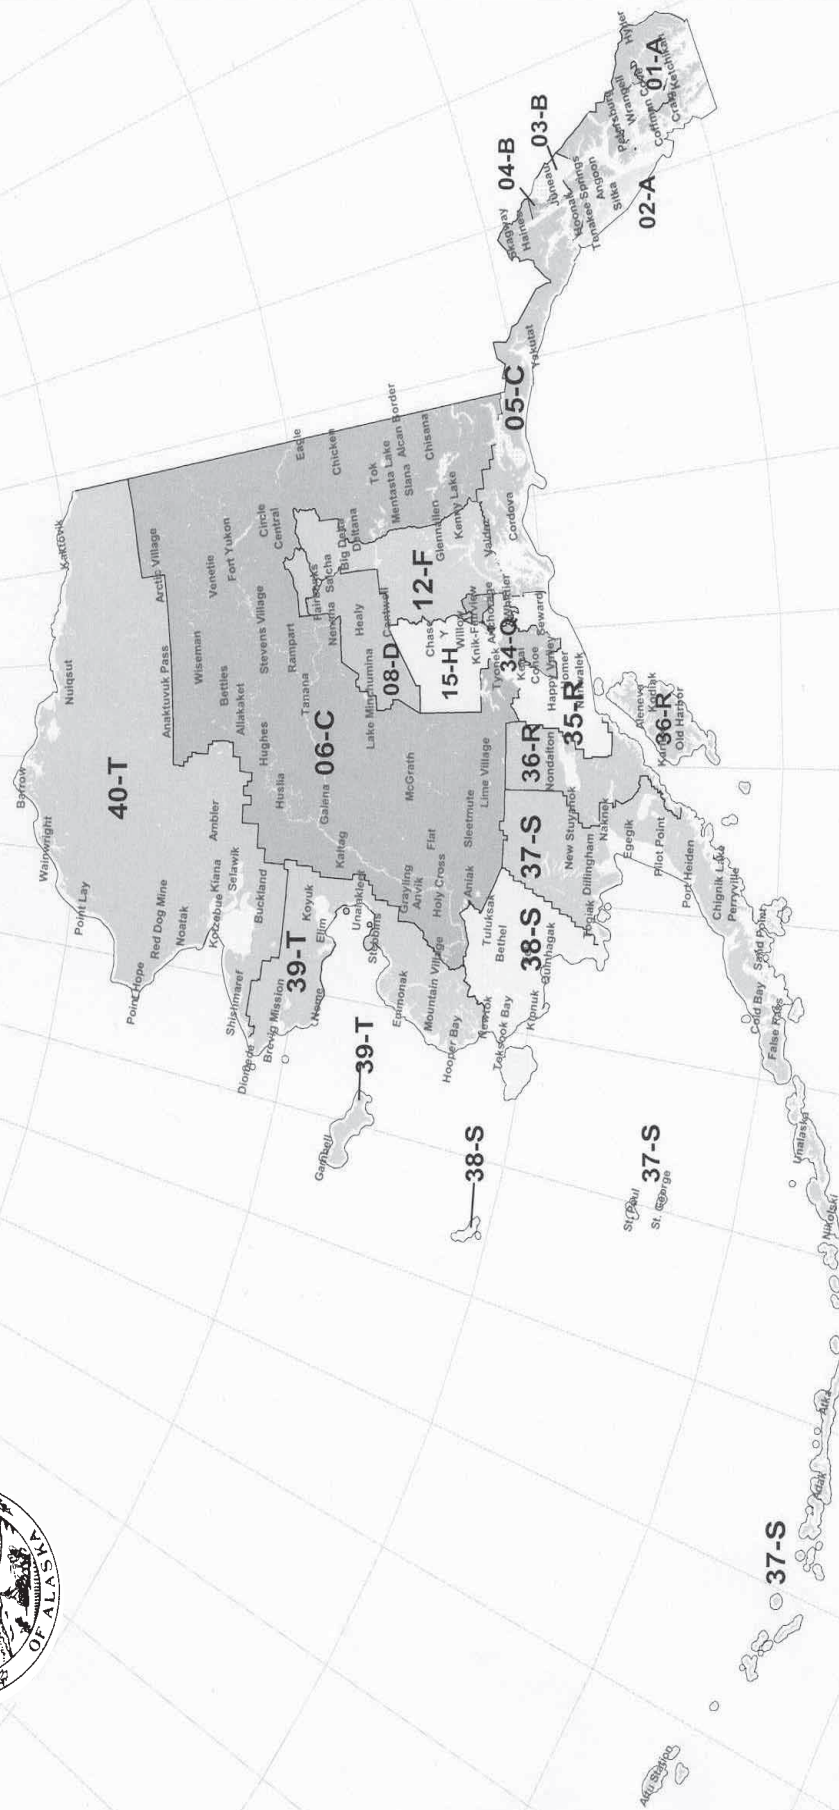 OF ALASKA
Barrow
Wainwright
Point Lay
Point Hope
Nuiqsut
Kaktovik
40-T
Anaktuvuk Pass
Arctic Village
Red Dog Mine
Noatak
Kotzebue
Kiana
Ambler
Selawik
Buckland
Shishmaref
Diomede
Brevig Mission
39-T
Nome
Koyuk
Elim
Unalakleet
Stebbins
Wiseman
Bettles
Allakaket
Venetie
Fort Yukon
Circle
Central
Stevens Village
Rampart
Hughes
Huslia
Tanana
06-C
Galena
Kaltag
Eagle
Chicken
Fairbanks
Salcha
Big Delta
Deltana
Nenana
Healy
Cantwell
08-D
Lake Minchumina
McGrath
Tok
Mentasta Lake
Alcan Border
Slana
Chisana
Glennallen
Kenny Lake
12-F
Chase
Y
Willow
15-H
Knik-Fairview
Valdez
Cordova
Whittier
Anchorage
Tyonek
34-Q
Kenai
Cohoe
Seward
Happy Valley
Homer
Nanwalek
35-R
Grayling
Anvik
Holy Cross
Flat
Sleetmute
Aniak
Lime Village
36-R
Nondalton
37-S
New Stuyahok
Dillingham
Togiak
Naknek
Egegik
Pilot Point
Emmonak
Mountain Village
Hooper Bay
Newtok
Toksook Bay
Kipnuk
Tuluksak
Bethel
38-S
Quinhagak
39-T
Gambell
38-S
37-S
St. Paul
St. George
Aleneva
Kodiak
36-R
Karluk
Old Harbor
Port Heiden
Chignik Lake
Perryville
Sand Point
Cold Bay
False Pass
Unalaska
Nikolski
Atka
Adak
37-S
Attu Station
05-C
Yakutat
04-B
03-B
Skagway
Haines
Juneau
Hoonah
Tenakee Springs
Angoon
Sitka
02-A
Petersburg
Wrangell
Coffman Cove
Craig
Ketchikan
Hyder
01-A